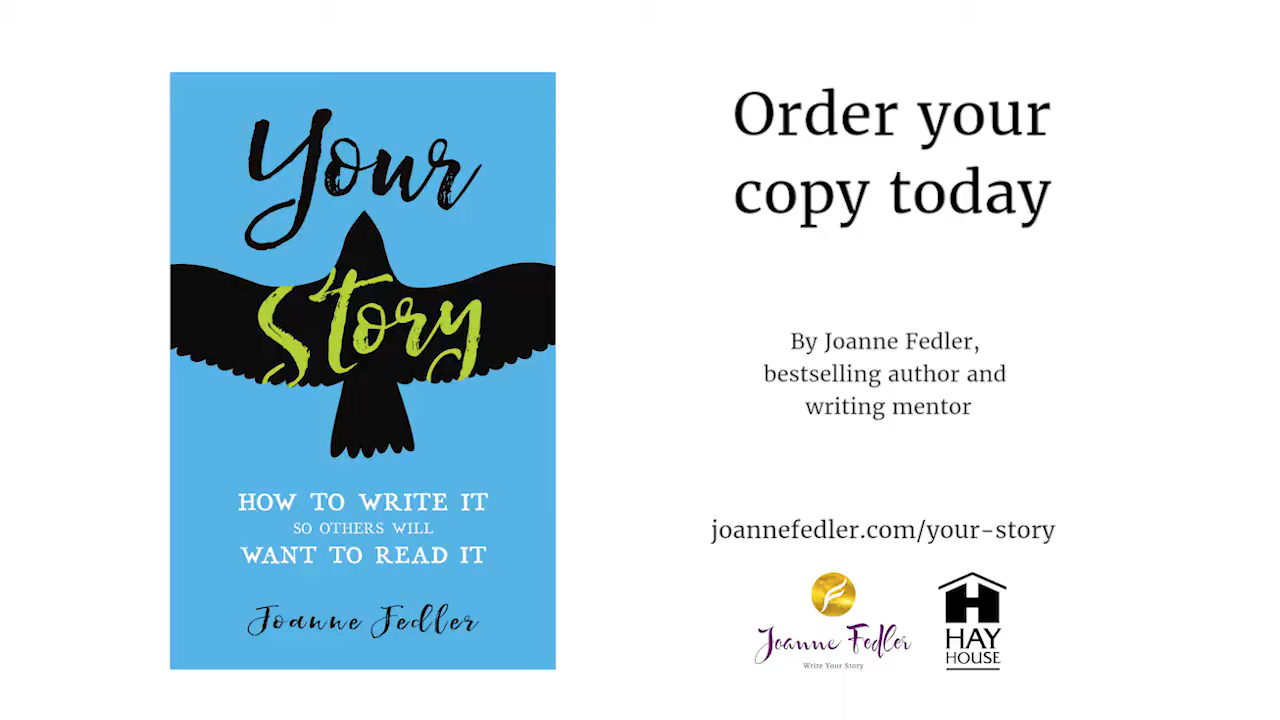 Your
Story
HOW TO WRITE IT
SO OTHERS WILL
WANT TO READ IT
Joanne Fedler
Order your
copy today
By Joanne Fedler,
bestselling author and
writing mentor
joannefedler.com/your-story
Joanne Fedler
Write Your Story
HAY
HOUSE